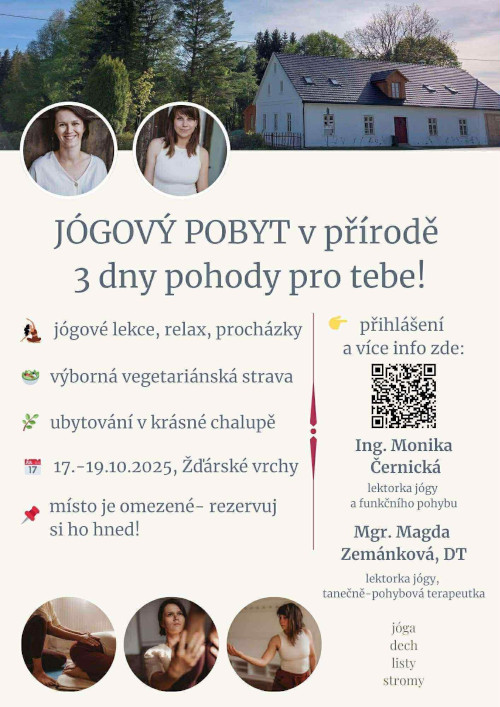 JÓGOVÝ POBYT v přírodě
3 dny pohody pro tebe!
jógové lekce, relax, procházky
výborná vegetariánská strava
ubytování v krásné chalupě
17.-19.10.2025, Žďárské vrchy
místo je omezené- rezervuj
si ho hned!
přihlášení
a více info zde:
Ing. Monika
Černická
lektorka jógy
a funkčního pohybu
Mgr. Magda
Zemánková, DT
lektorka jógy,
tanečně-pohybová terapeutka
jóga
dech
listy
stromy